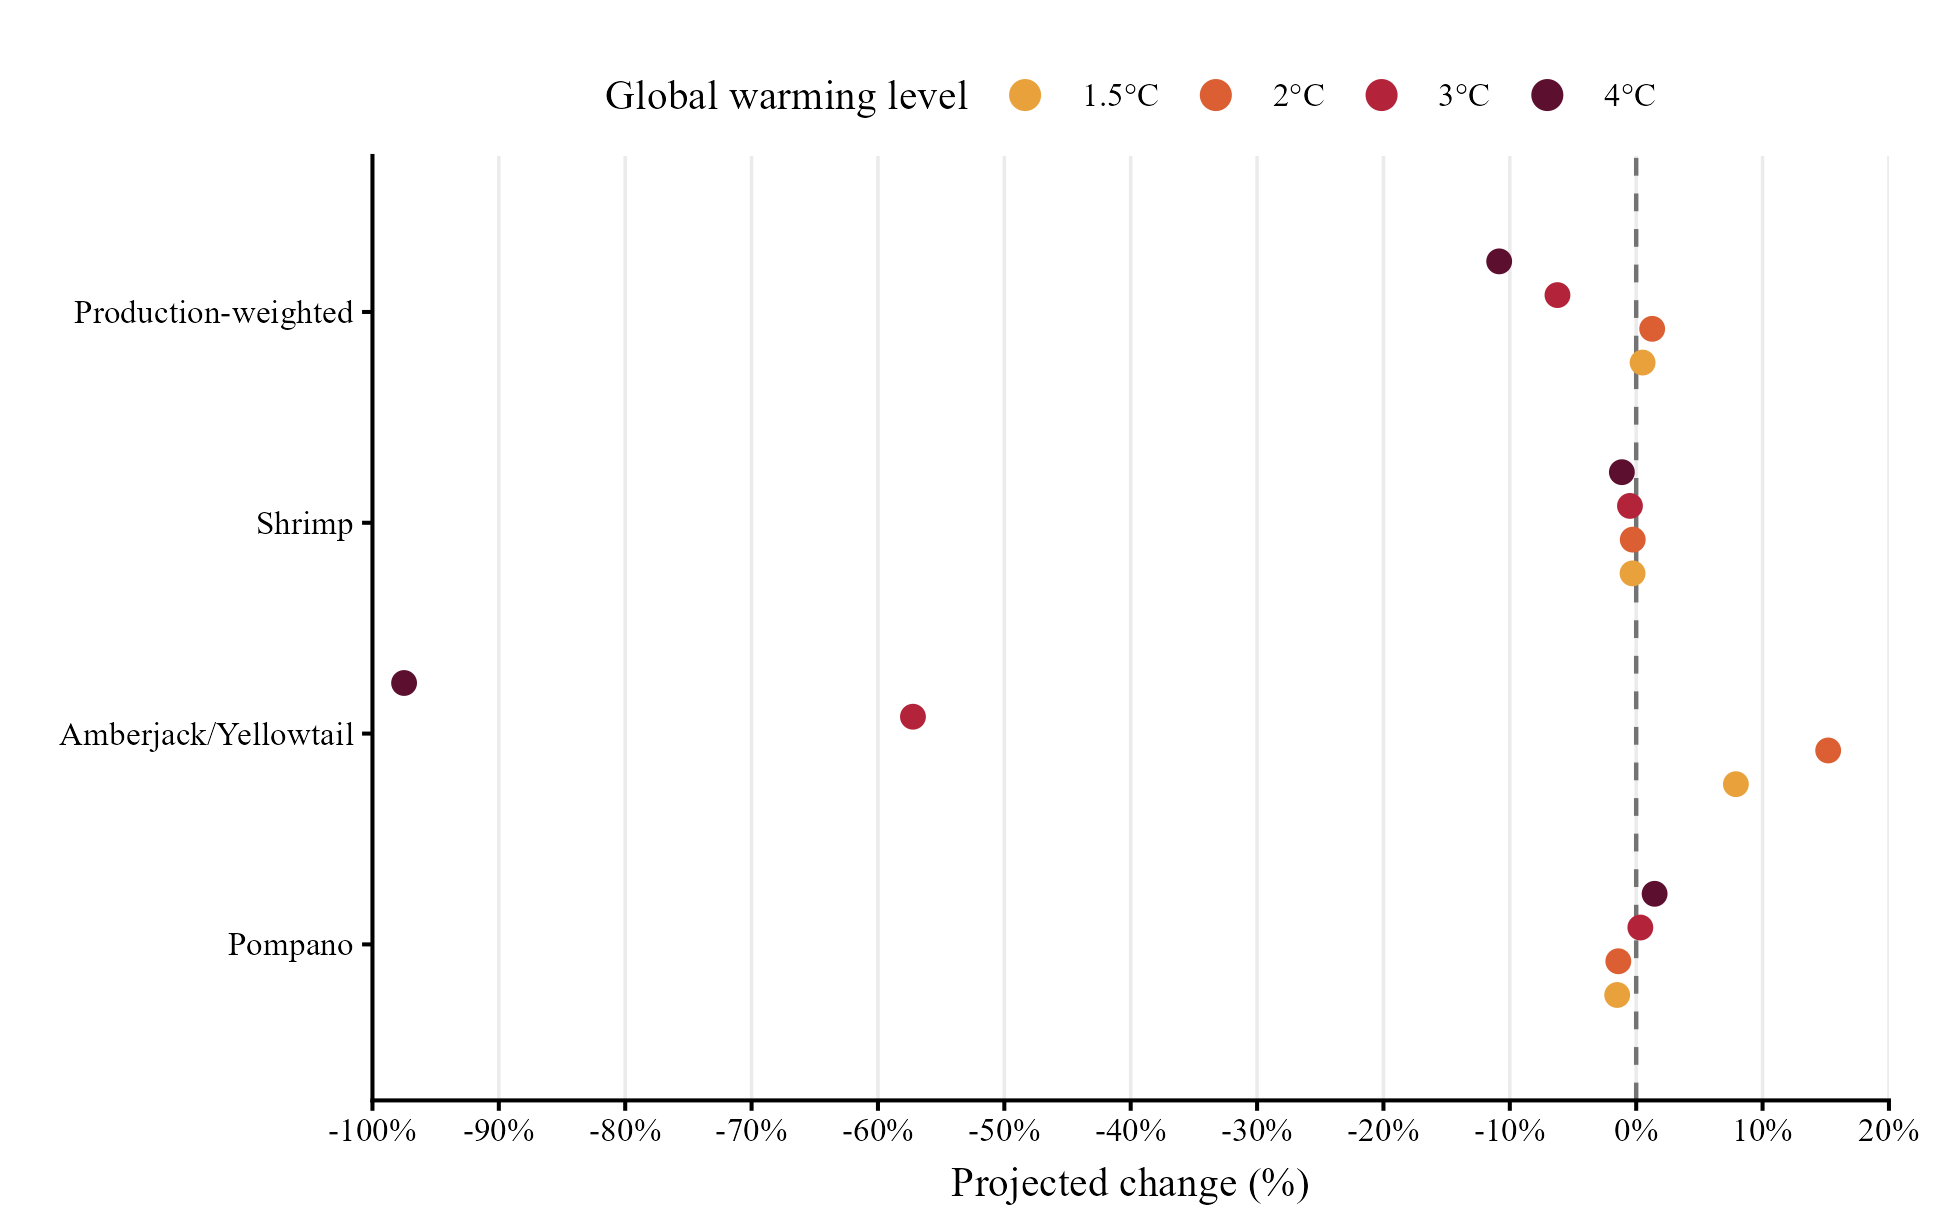 Global warming level 1.5°C 2°C 3°C 4°C
Production-weighted
Shrimp
Amberjack/Yellowtail
Pompano
-100% -90% -80% -70% -60% -50% -40% -30% -20% -10% 0% 10% 20%
Projected change (%)